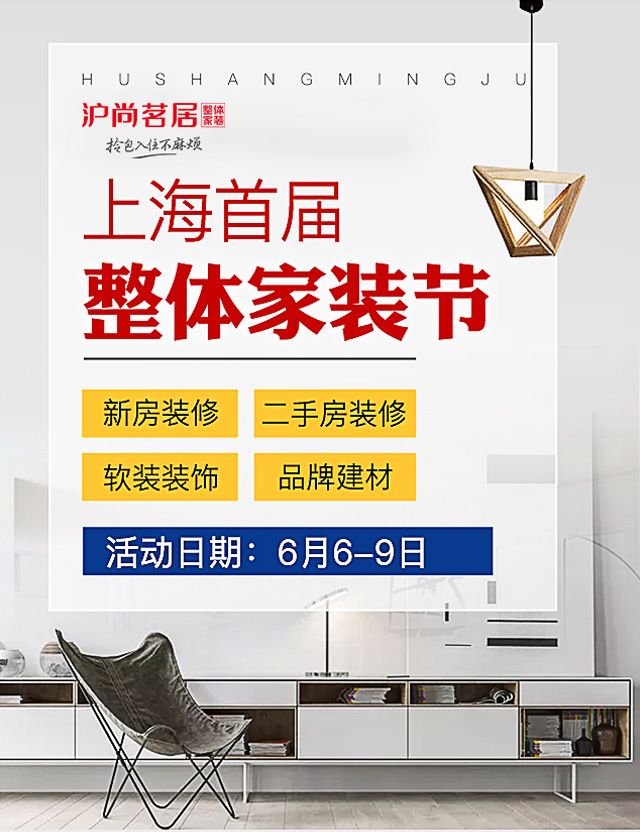 HUSHANGMINGJU
沪尚茗居 整体家装
拎包入住不麻烦
上海首届
整体家装节
新房装修 二手房装修
软装装饰 品牌建材
活动日期：6月6-9日